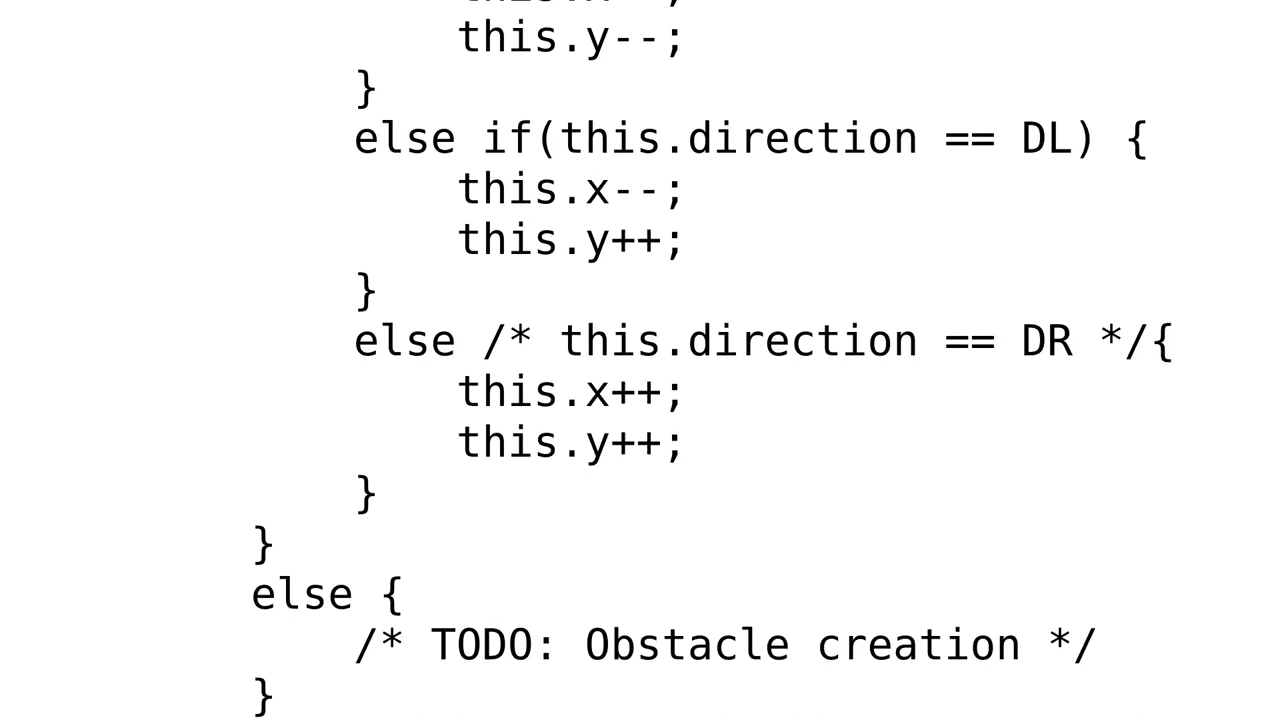 this.y--;
}
else if(this.direction == DL) {
this.x--;
this.y++;
}
else /* this.direction == DR */{
this.x++;
this.y++;
}
}
else {
/* TODO: Obstacle creation */
}